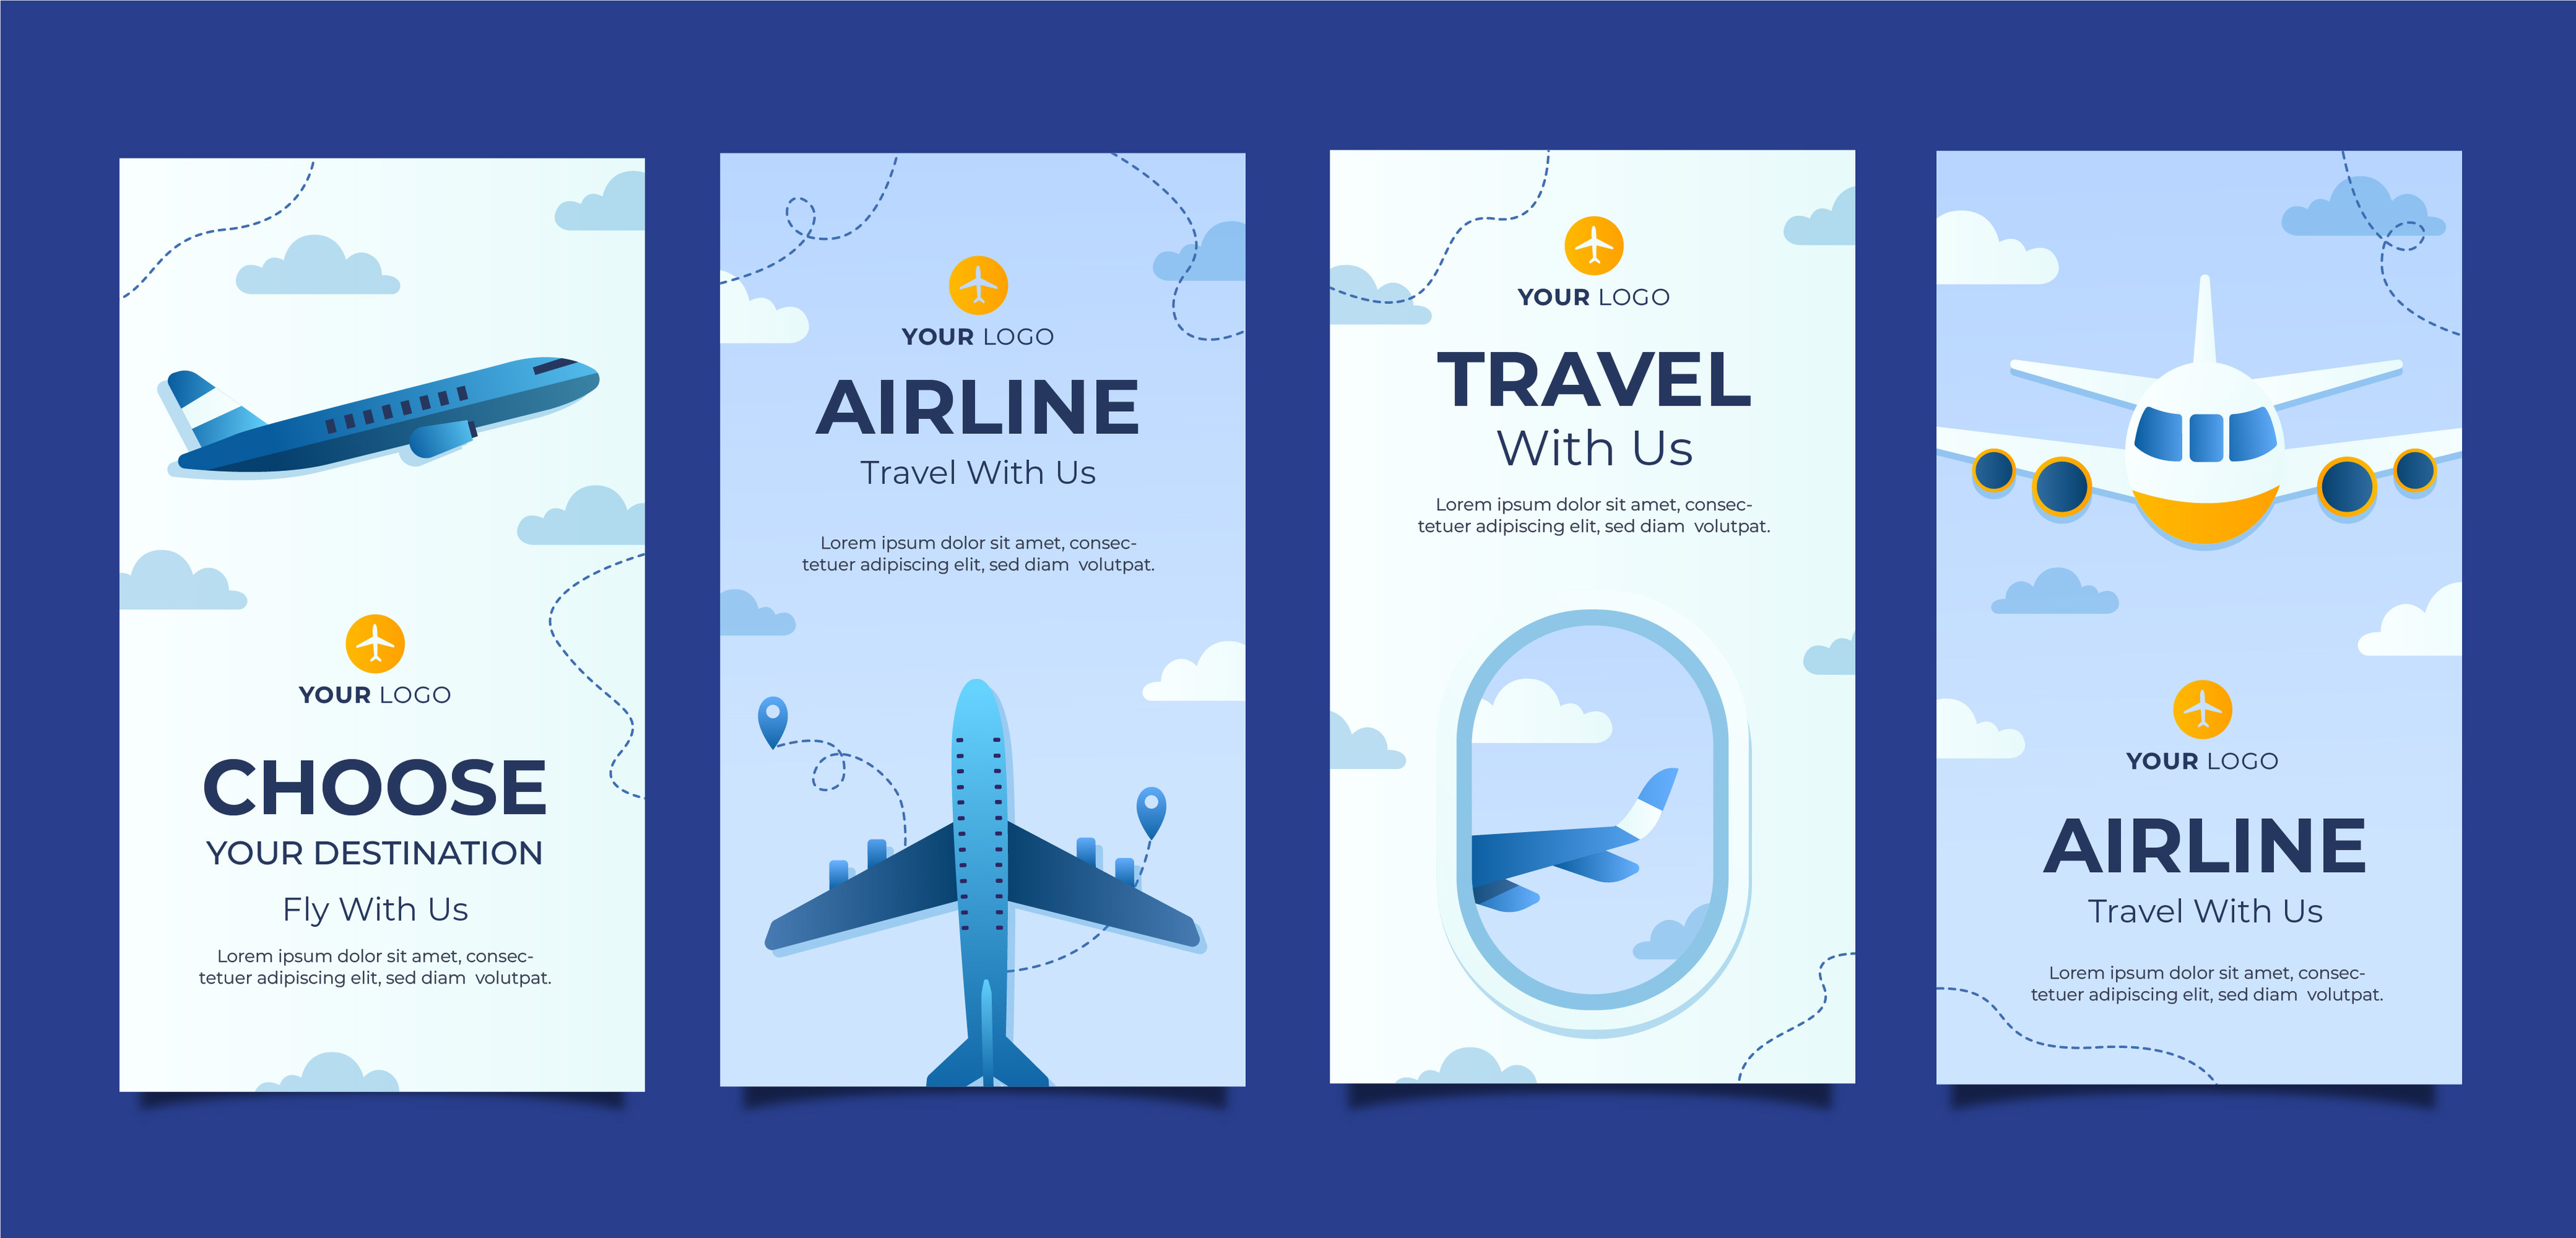 YOUR LOGO
CHOOSE
YOUR DESTINATION
Fly With Us
Lorem ipsum dolor sit amet, consec-
tetuer adipiscing elit, sed diam  volutpat.
YOUR LOGO
AIRLINE
Travel With Us
Lorem ipsum dolor sit amet, consec-
tetuer adipiscing elit, sed diam  volutpat.
YOUR LOGO
TRAVEL
With Us
Lorem ipsum dolor sit amet, consec-
tetuer adipiscing elit, sed diam  volutpat.
YOUR LOGO
AIRLINE
Travel With Us
Lorem ipsum dolor sit amet, consec-
tetuer adipiscing elit, sed diam  volutpat.